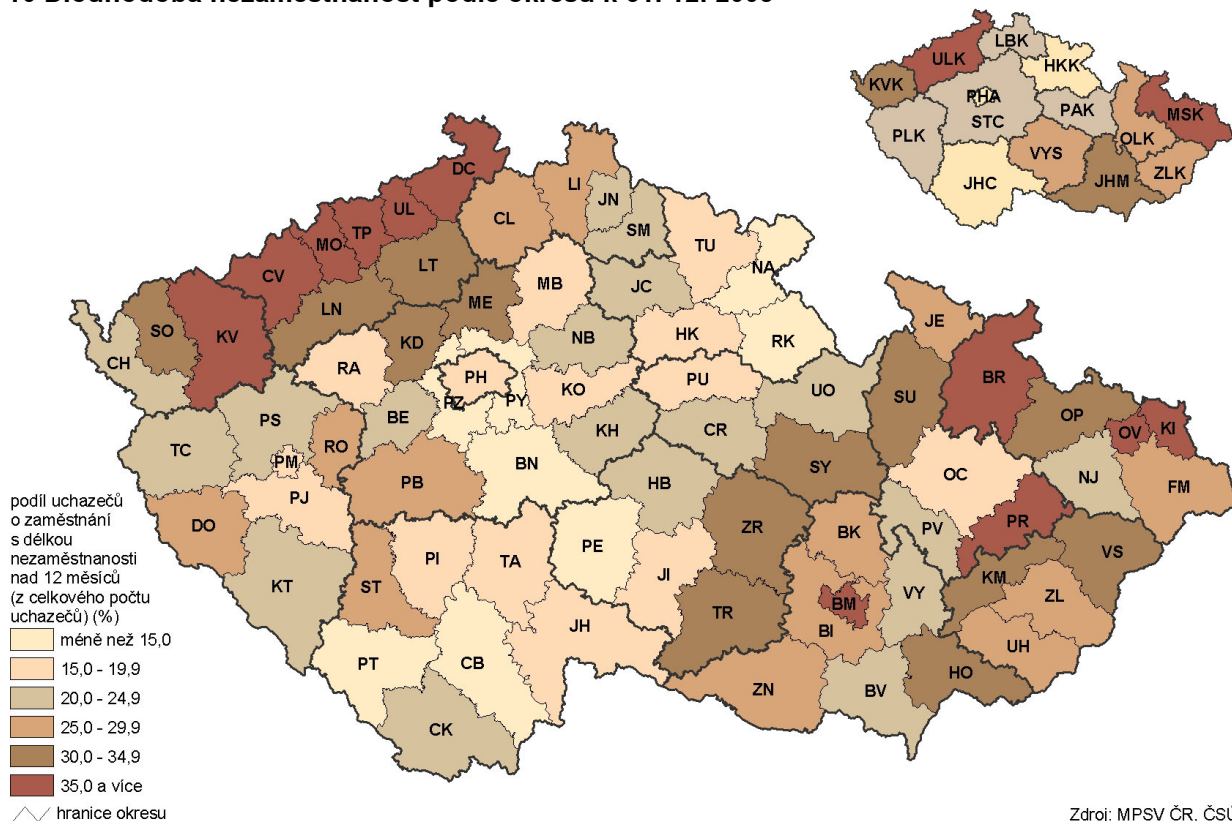 Dlouhodobá nezaměstnanost podle okresů k 31. 12.
LBK
ULK
HKK
KVK
PHA
MSK
PAK
STC
PLK
OLK
VYS
ZLK
JHC
JHM
DC
LI
UL
JN
CL
TP
MO
SM
TU
CV
LT
NA
MB
JC
ME
LN
SO
KV
JE
NB
HK
RK
KD
CH
RA
PH
BR
PU
KO
OP
SU
PZ
PY
UO
BE
PS
KI
OV
KH
CR
RO
TC
PM
BN
SY
OC
NJ
PB
HB
FM
PJ
PR
DO
ZR
PV
BK
PE
VS
PI
TA
JI
KM
KT
ST
VY
ZL
BM
TR
JH
BI
UH
PT
CB
HO
ZN
BV
CK
podíl uchazečů
o zaměstnání
s délkou
nezaměstnanosti
nad 12 měsíců
(z celkového počtu
uchazečů) (%)
méně než 15,0
15,0 - 19,9
20,0 - 24,9
25,0 - 29,9
30,0 - 34,9
35,0 a více
hranice okresu
Zdroj: MPSV ČR, ČSÚ